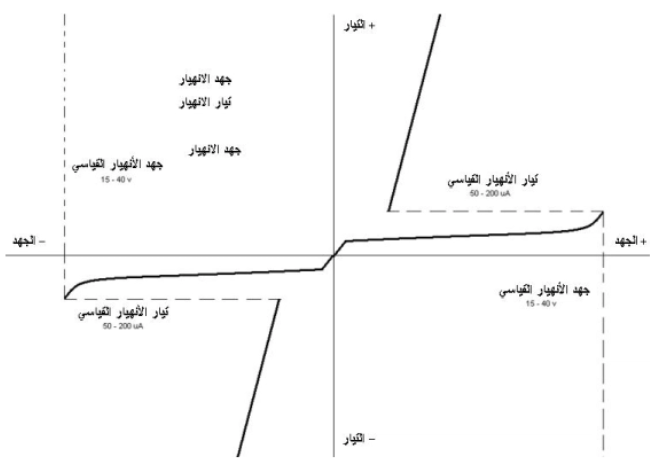 + التيار
جهد الانهيار
تيار الانهيار
جهد الانهيار
جهد الأنهيار القياسي
15 - 40 v
تيار الأنهيار القياسي
50 - 200 uA
- الجهد
+ الجهد
جهد الأنهيار القياسي
15 - 40 v
تيار الأنهيار القياسي
50 - 200 uA
- التيار